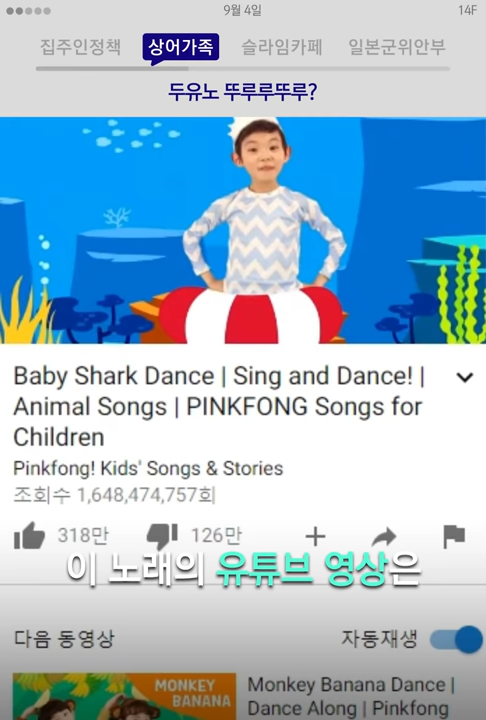 9월 4일
14F
집주인정책 상어가족 슬라임카페 일본군위안부
두유노 뚜루루뚜루?
Baby Shark Dance | Sing and Dance! |
Animal Songs | PINKFONG Songs for
Children
Pinkfong! Kids' Songs & Stories
조회수 1,648,474,757회
318만 126만
이 노래의 유튜브 영상은
다음 동영상 자동재생
MONKEY
BANANA
Monkey Banana Dance |
Dance Along | Pinkfong